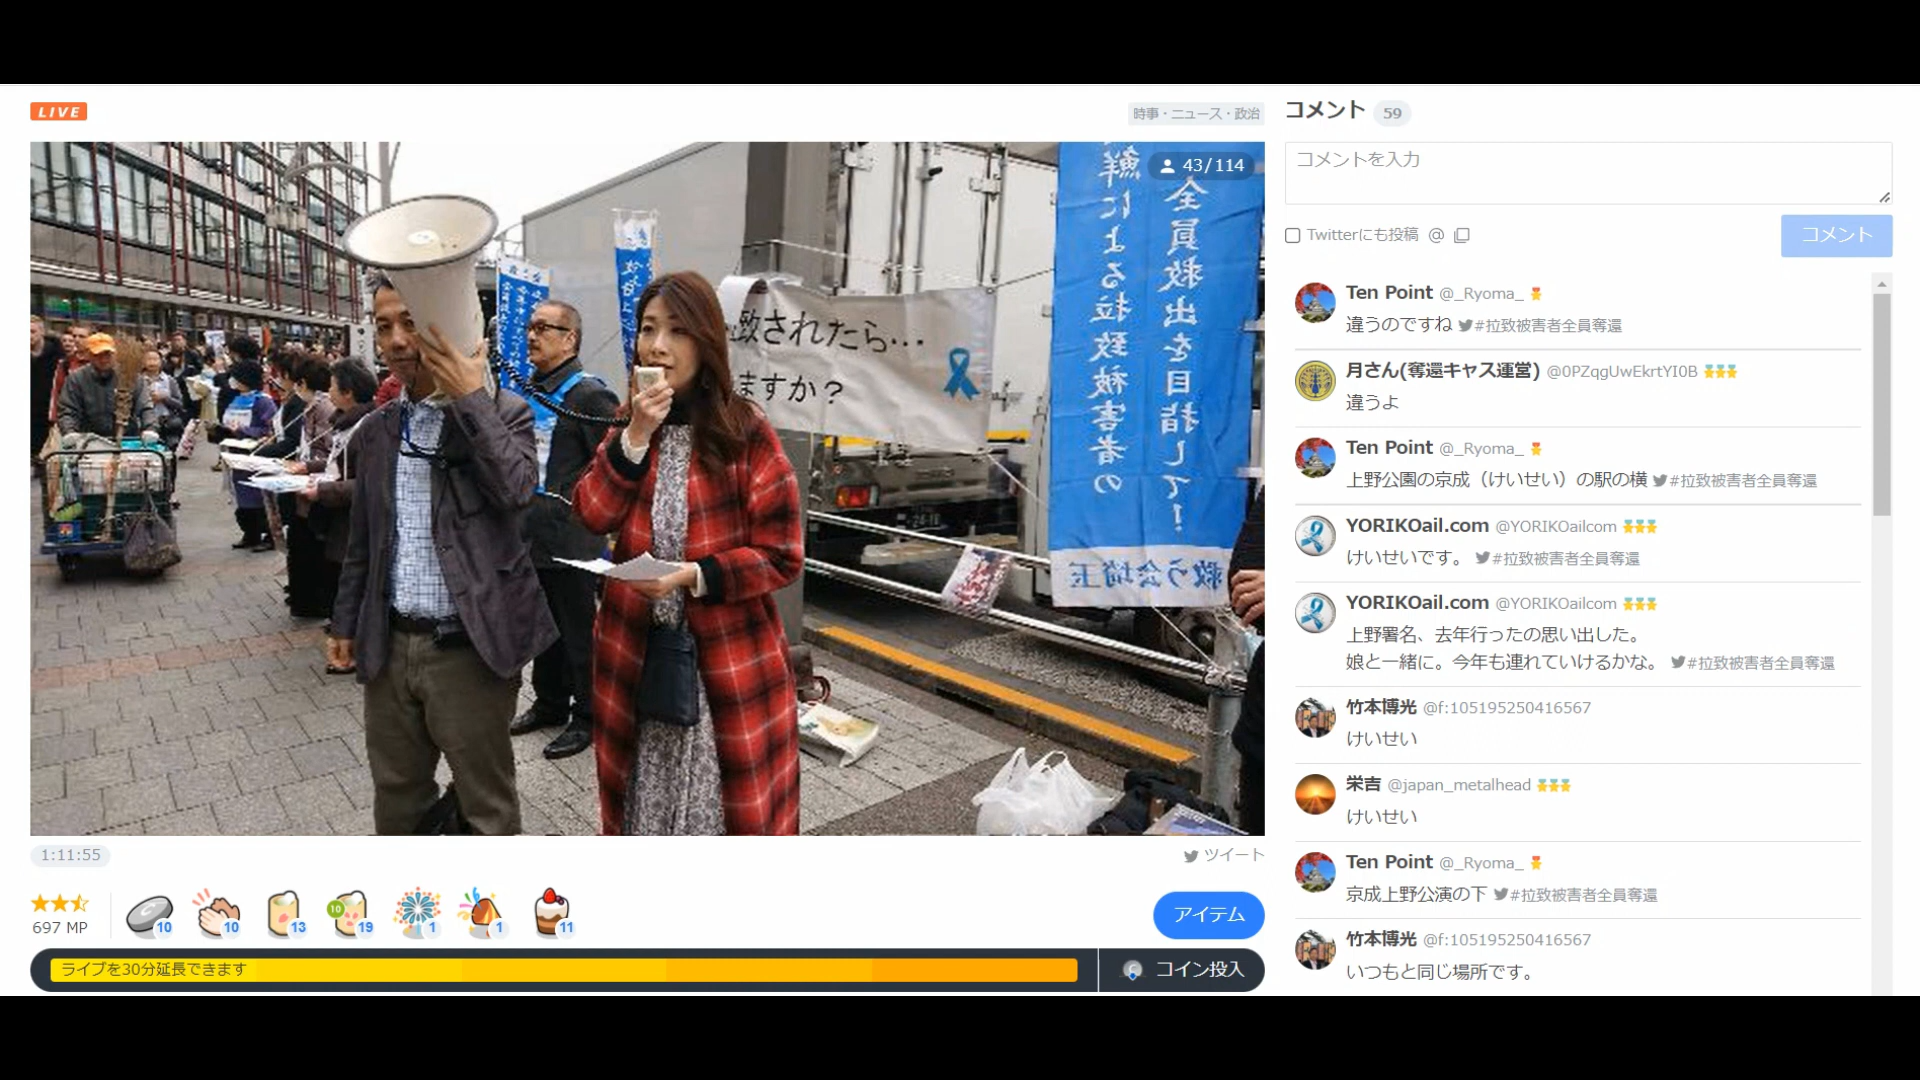 LIVE
時事・ニュース・政治
43/114
全員救出を目指して！
鮮による拉致被害者の
救う会埼玉
致されたら…
ますか？
1:11:55
ツイート
697 MP
10
10
13
10
19
1
1
11
アイテム
ライブを30分延長できます
コイン投入
コメント 59
コメントを入力
Twitterにも投稿 @
コメント
Ten Point @_Ryoma_
違うのですね #拉致被害者全員奪還
月さん(奪還キャス運営) @0PZqgUwEkrtYI0B
違うよ
Ten Point @_Ryoma_
上野公園の京成（けいせい）の駅の横 #拉致被害者全員奪還
YORIKOail.com @YORIKOailcom
けいせいです。 #拉致被害者全員奪還
YORIKOail.com @YORIKOailcom
上野署名、去年行ったの思い出した。
娘と一緒に。今年も連れていけるかな。 #拉致被害者全員奪還
竹本博光 @f:105195250416567
けいせい
栄吉 @japan_metalhead
けいせい
Ten Point @_Ryoma_
京成上野公演の下 #拉致被害者全員奪還
竹本博光 @f:105195250416567
いつもと同じ場所です。